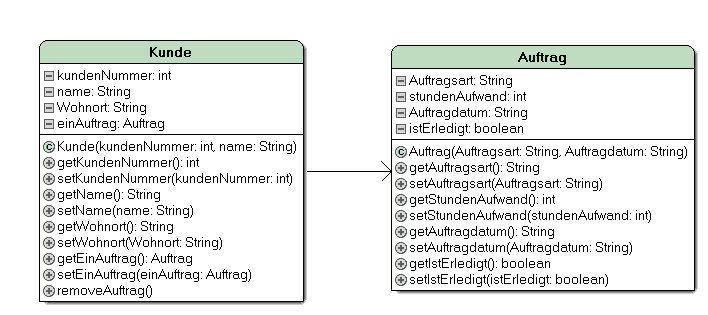 Kunde
kundenNummer: int
name: String
Wohnort: String
einAuftrag: Auftrag
Kunde(kundenNummer: int, name: String)
getKundenNummer(): int
setKundenNummer(kundenNummer: int)
getName(): String
setName(name: String)
getWohnort(): String
setWohnort(Wohnort: String)
getEinAuftrag(): Auftrag
setEinAuftrag(einAuftrag: Auftrag)
removeAuftrag()
Auftrag
Auftragsart: String
stundenAufwand: int
Auftragdatum: String
istErledigt: boolean
Auftrag(Auftragsart: String, Auftragdatum: String)
getAuftragsart(): String
setAuftragsart(Auftragsart: String)
getStundenAufwand(): int
setStundenAufwand(stundenAufwand: int)
getAuftragdatum(): String
setAuftragdatum(Auftragdatum: String)
getIstErledigt(): boolean
setIstErledigt(istErledigt: boolean)